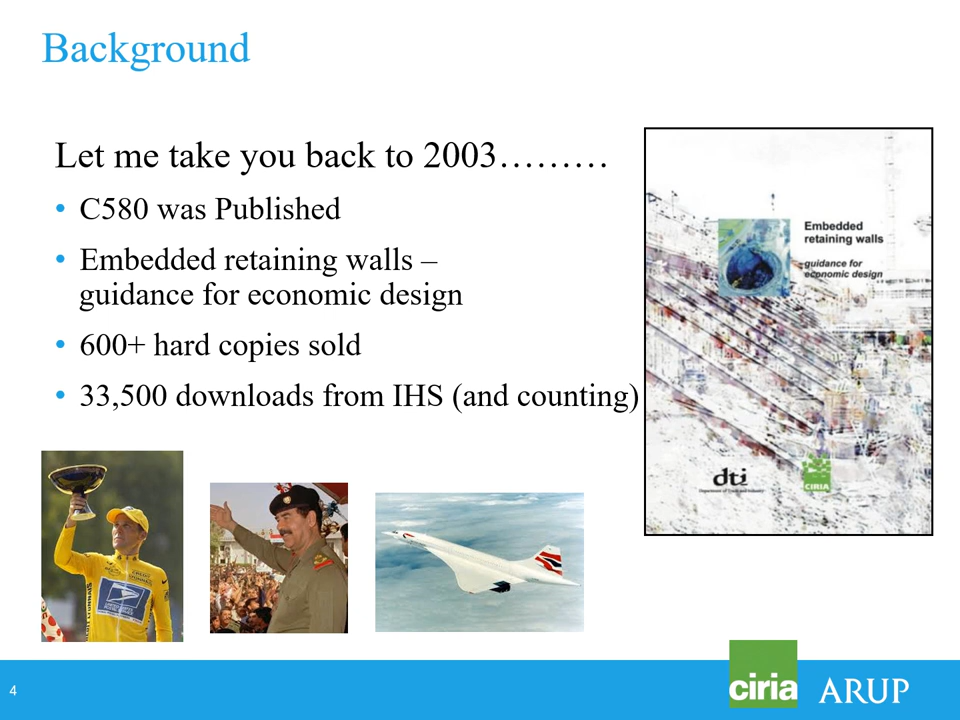 Background
Let me take you back to 2003………
• C580 was Published
• Embedded retaining walls –
guidance for economic design
• 600+ hard copies sold
• 33,500 downloads from IHS (and counting)
Embedded
retaining walls
guidance for
economic design
dti
Department of Trade and Industry
CIRIA
4
ciria
ARUP